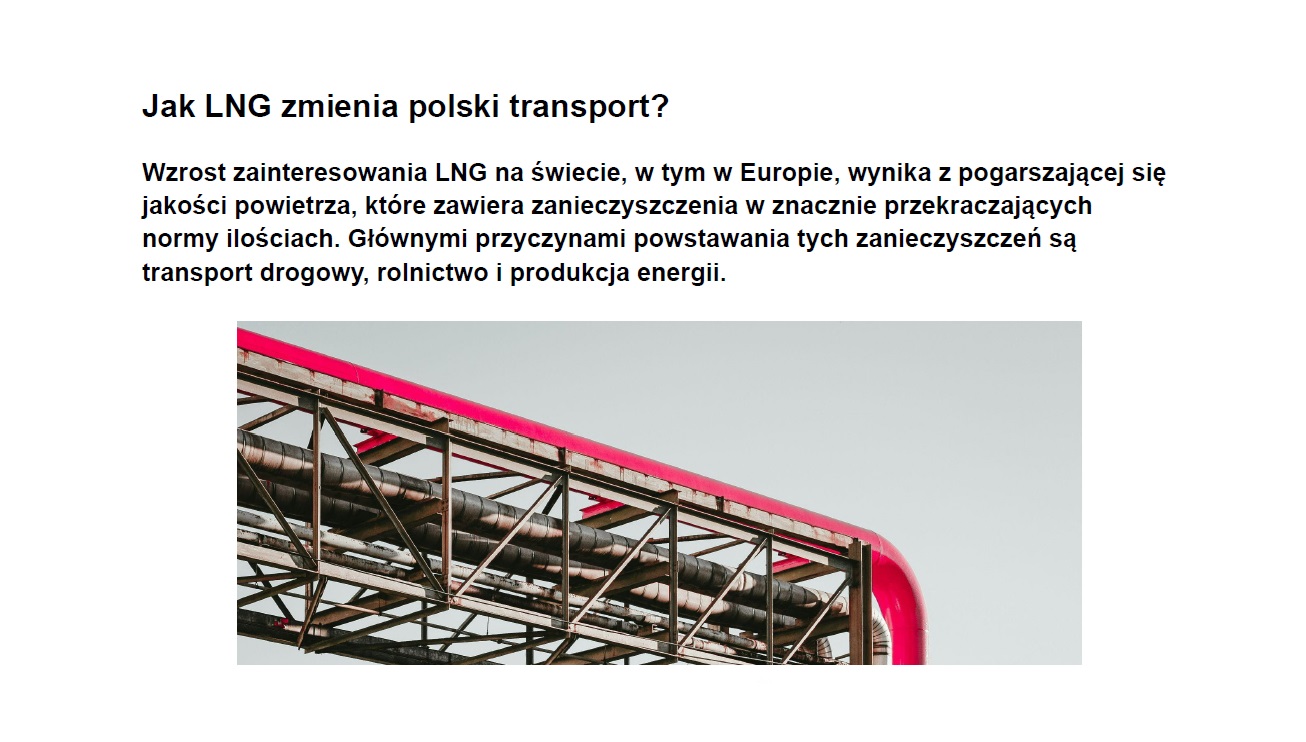 Jak LNG zmienia polski transport?
Wzrost zainteresowania LNG na świecie, w tym w Europie, wynika z pogarszającej się
jakości powietrza, które zawiera zanieczyszczenia w znacznie przekraczających
normy ilościach. Głównymi przyczynami powstawania tych zanieczyszczeń są
transport drogowy, rolnictwo i produkcja energii.